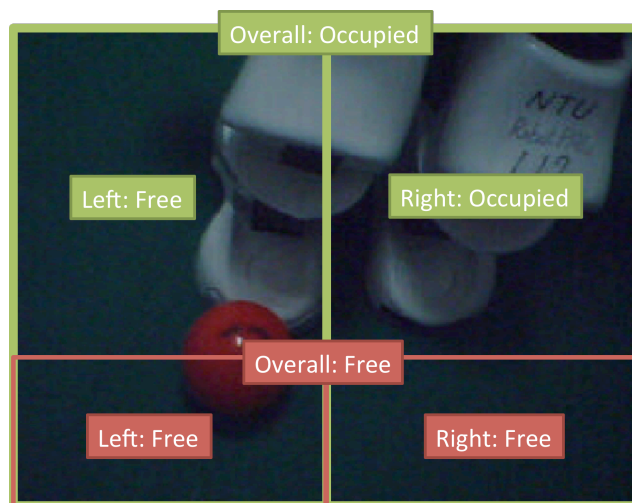 Overall: Occupied
NTU
Left: Free
Right: Occupied
Overall: Free
Left: Free
Right: Free